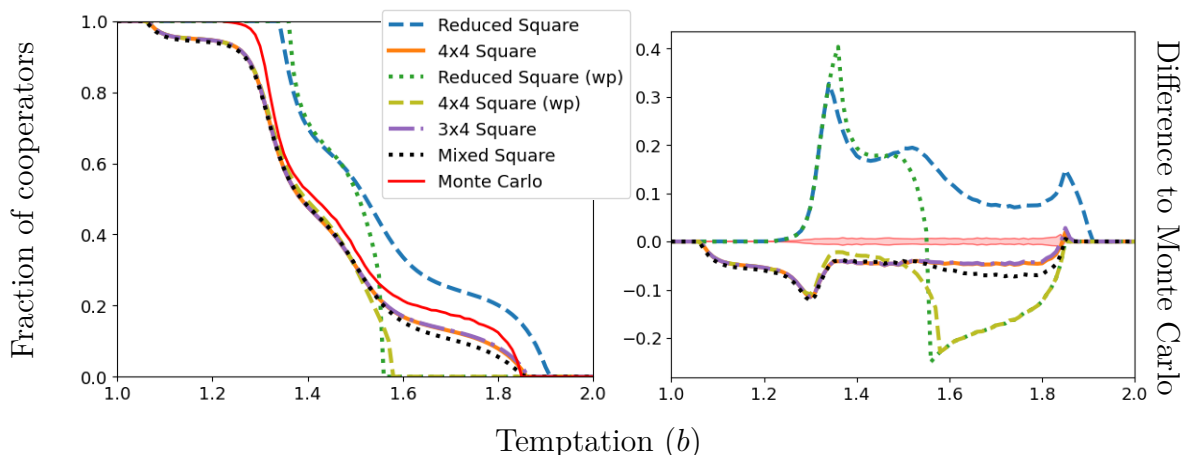 Fraction of cooperators
1.0
0.8
0.6
0.4
0.2
0.0
1.0 1.2 1.4 1.6 1.8 2.0
Reduced Square
4x4 Square
Reduced Square (wp)
4x4 Square (wp)
3x4 Square
Mixed Square
Monte Carlo
0.4
0.3
0.2
0.1
0.0
−0.1
−0.2
1.0 1.2 1.4 1.6 1.8 2.0
Difference to Monte Carlo
Temptation (b)